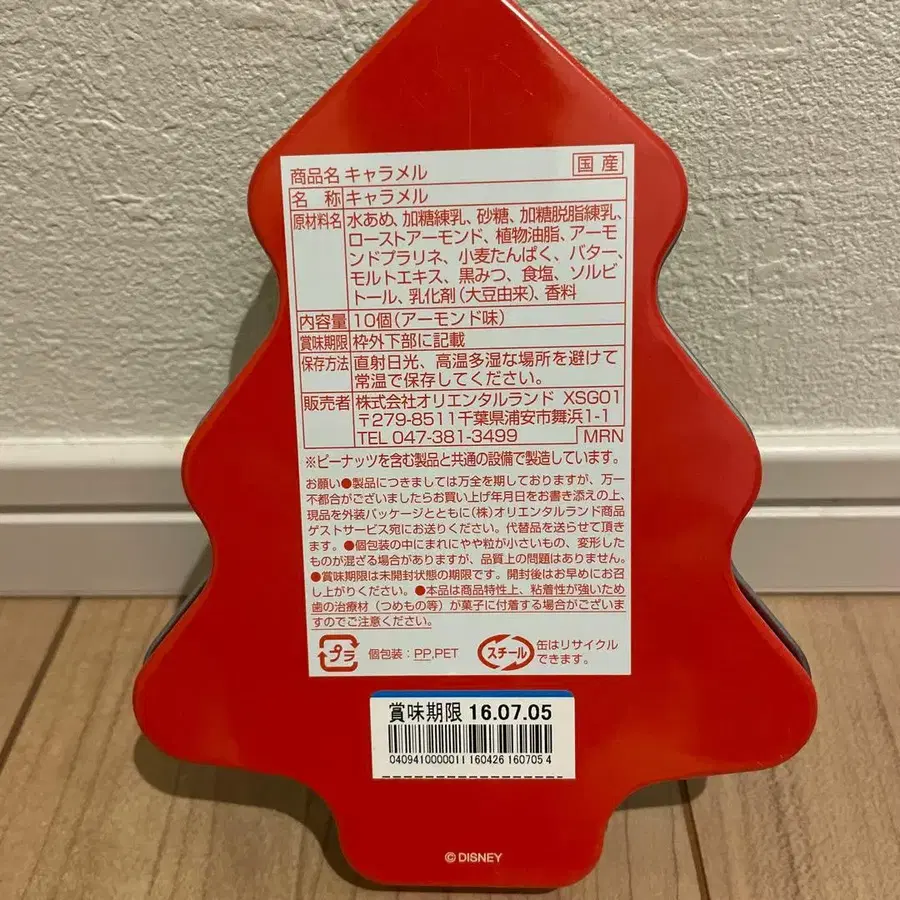 商品名 キャラメル 国産
名称 キャラメル
原材料名 水あめ、加糖練乳、砂糖、加糖脱脂練乳、
ローストアーモンド、植物油脂、アーモ
ンドプラリネ、小麦たんぱく、バター、
モルトエキス、黒みつ、食塩、ソルビ
トール、乳化剤(大豆由来)、香料
内容量 10個(アーモンド味)
賞味期限 枠外下部に記載
保存方法 直射日光、高温多湿な場所を避けて
常温で保存してください。
販売者 株式会社オリエンタルランド XSG01
〒279-8511千葉県浦安市舞浜1-1
TEL 047-381-3499 MRN
※ピーナッツを含む製品と共通の設備で製造しています。
お願い●製品につきましては万全を期しておりますが、万一
不都合がございましたらお買い上げ年月日をお書き添えの上、
現品を外装パッケージとともに(株)オリエンタルランド商品
ゲストサービス宛にお送りください。代替品を送らせて頂き
ます。●個包装の中にまれにやや粒が小さいもの、変形した
ものが混ざる場合がありますが、品質上の問題はありません。
●賞味期限は未開封状態の期限です。開封後はお早めにお召
し上がりください。●本品は商品特性上、粘着性が強いため
歯の治療材(つめもの等)が菓子に付着する場合がございま
すのでご注意ください。
プラ 個包装:PP,PET スチール 缶はリサイクル
できます。
賞味期限 16.07.05
0409410000011 160426 160705 4
©DISNEY